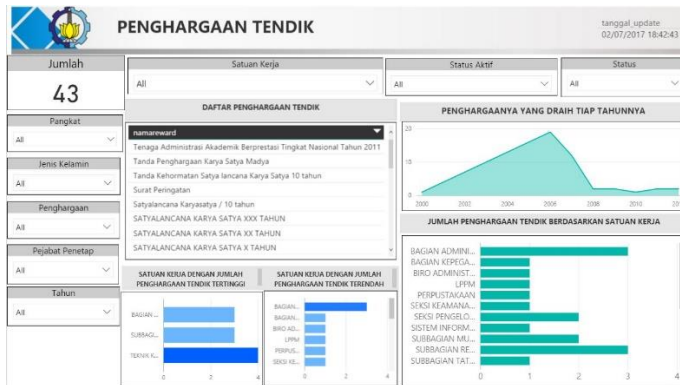 PENGHARGAAN TENDIK
tanggal_update
02/07/2017 18:42:43
Jumlah
43
Satuan Kerja
All
Status Aktif
All
Status
All
Pangkat
All
Jenis Kelamin
All
Penghargaan
All
Pejabat Penetap
All
Tahun
All
DAFTAR PENGHARGAAN TENDIK
namareward
Tenaga Administrasi Akademik Berprestasi Tingkat Nasional Tahun 2011
Tanda Penghargaan Karya Satya Madya
Tanda Kehormatan Satya lancana Karya Satya 10 tahun
Surat Peringatan
Satyalancana Karyasatya / 10 tahun
SATYALANCANA KARYA SATYA XXX TAHUN
SATYALANCANA KARYA SATYA XX TAHUN
SATYALANCANA KARYA SATYA X TAHUN
PENGHARGAANYA YANG DRAIH TIAP TAHUNNYA
20
10
0
2000 2002 2004 2006 2008 2010
SATUAN KERJA DENGAN JUMLAH
PENGHARGAAN TENDIK TERTINGGI
BAGIAN ...
SUBBAGI...
TEKNIK K...
0 2 4
SATUAN KERJA DENGAN JUMLAH
PENGHARGAAN TENDIK TERENDAH
BAGIAN...
BAGIAN...
BIRO AD...
LPPM
PERPUS...
SEKSI KE...
0 2 4
JUMLAH PENGHARGAAN TENDIK BERDASARKAN SATUAN KERJA
BAGIAN ADMINI...
BAGIAN KEPEGA...
BIRO ADMINIST...
LPPM
PERPUSTAKAAN
SEKSI KEAMANA...
SEKSI PENGELO...
SISTEM INFORM...
SUBBAGIAN MU...
SUBBAGIAN RE...
SUBBAGIAN TAT...
0 1 2 3 4